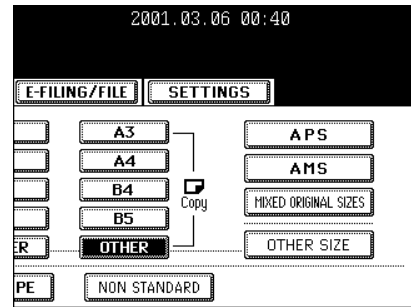 2001.03.06 00:40
E-FILING/FILE SETTINGS
A3 APS
A4 AMS
B4 Copy MIXED ORIGINAL SIZES
B5
ER OTHER OTHER SIZE
PE NON STANDARD